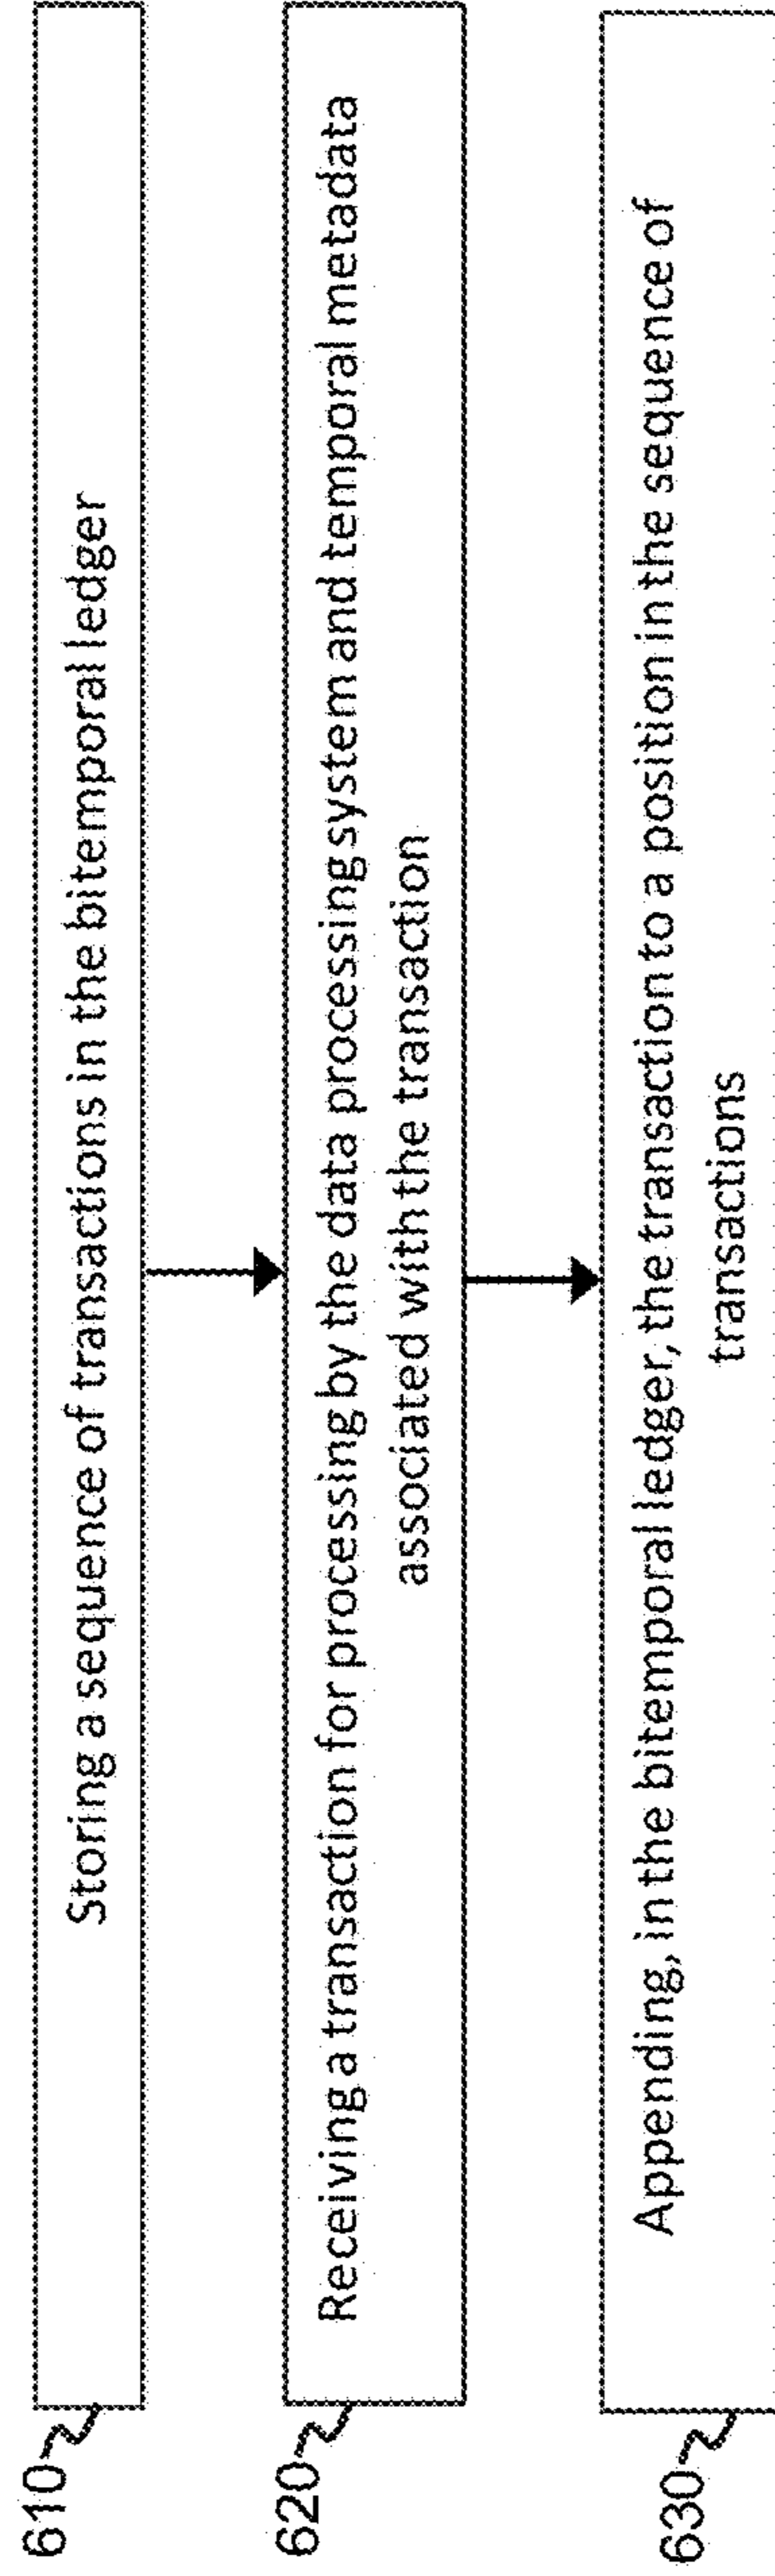 610
Storing a sequence of transactions in the bitemporal ledger
620
Receiving a transaction for processing by the data processing system and temporal metadata
associated with the transaction
630
Appending, in the bitemporal ledger, the transaction to a position in the sequence of
transactions